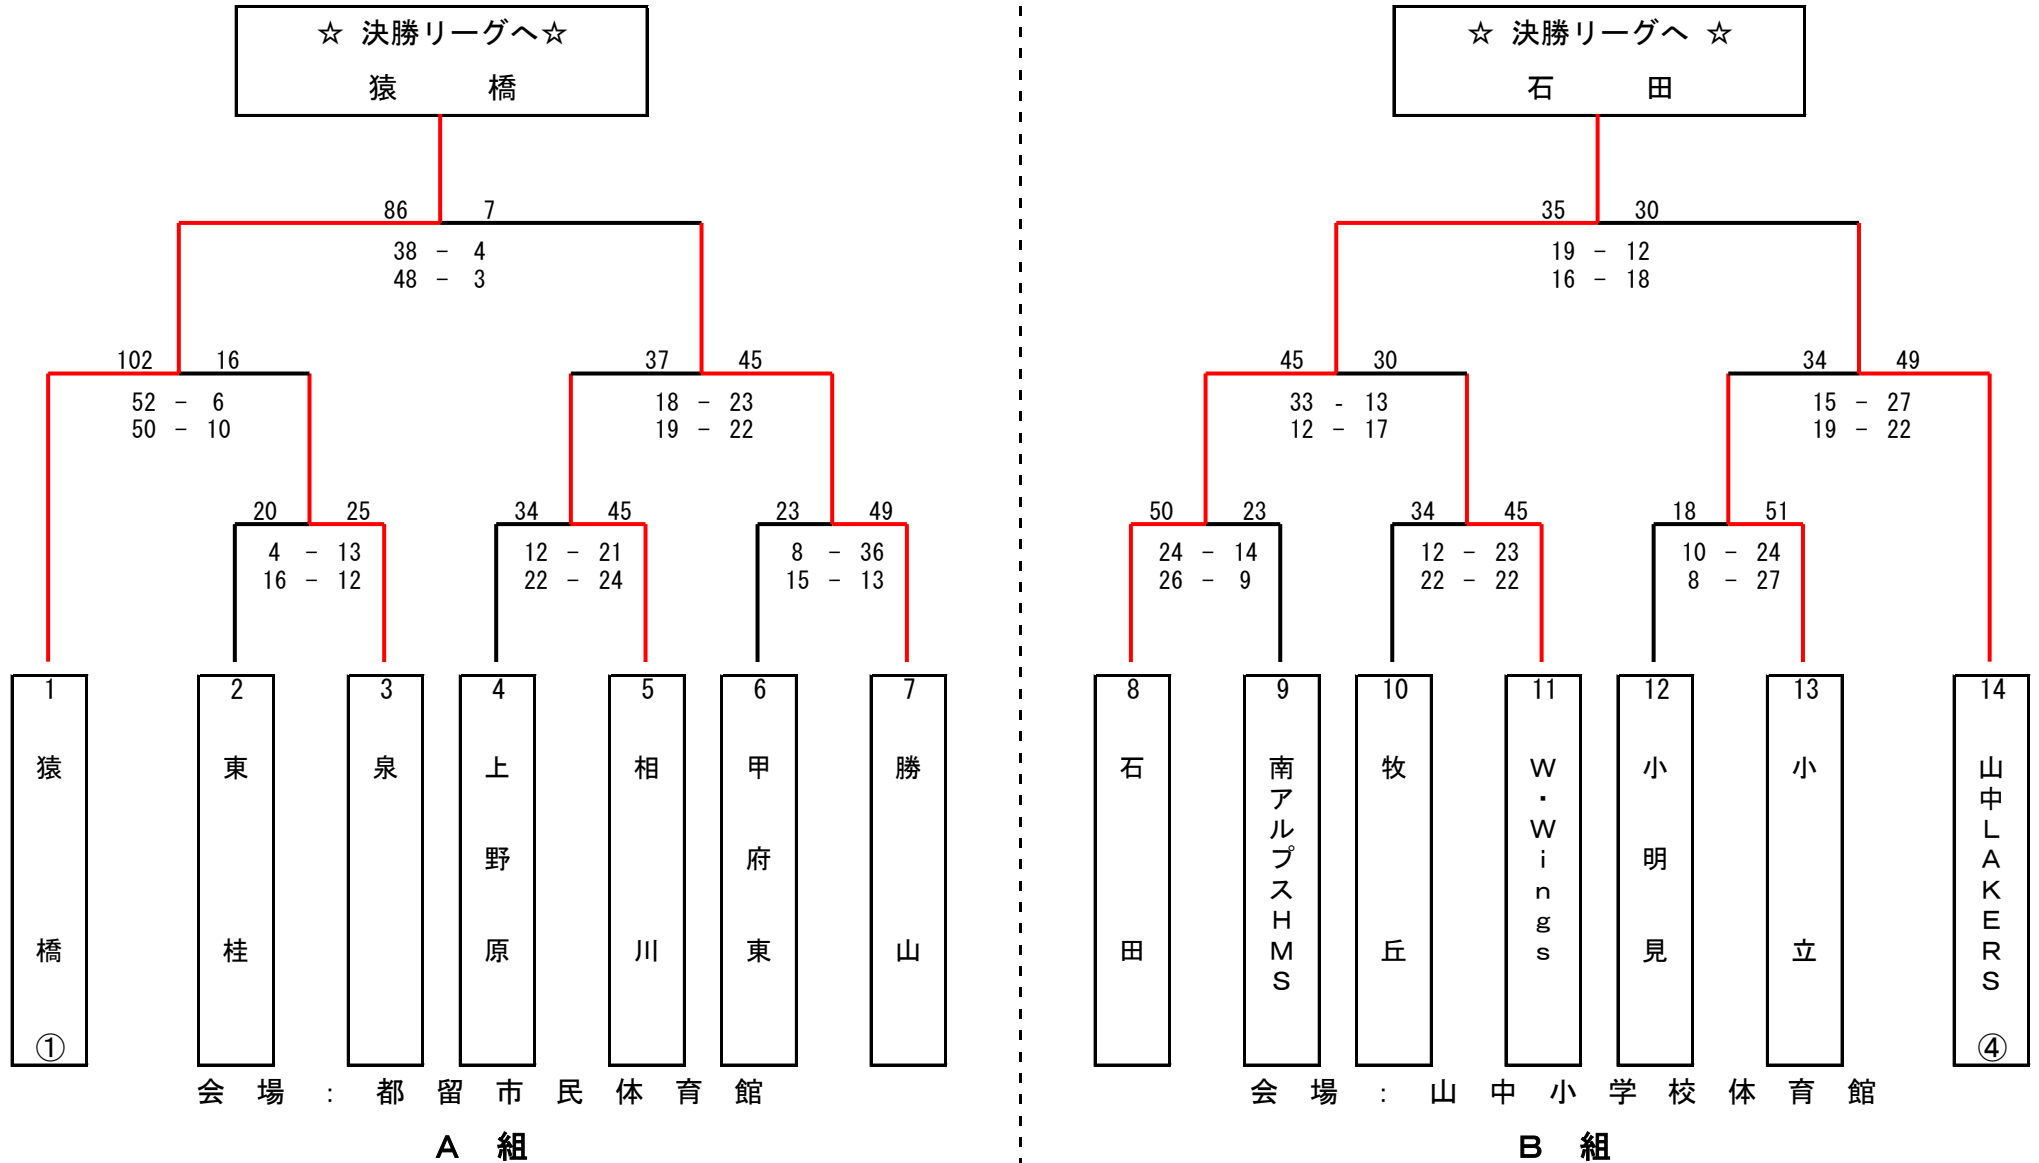 ☆ 決勝リーグへ☆
猿 橋
86 7
38 － 4
48 － 3
102 16
52 － 6
50 － 10
37 45
18 － 23
19 － 22
20 25
4 － 13
16 － 12
34 45
12 － 21
22 － 24
23 49
8 － 36
15 － 13
1 猿橋 ①
2 東桂
3 泉
4 上野原
5 相川
6 甲府東
7 勝山
会場：都留市民体育館
Ａ 組
☆ 決勝リーグへ ☆
石 田
35 30
19 － 12
16 － 18
45 30
33 - 13
12 － 17
34 49
15 － 27
19 － 22
50 23
24 － 14
26 － 9
34 45
12 － 23
22 － 22
18 51
10 － 24
8 － 27
8 石田
9 南アルプスＨＭＳ
10 牧丘
11 Ｗ・Ｗｉｎｇｓ
12 小明見
13 小立
14 山中ＬＡＫＥＲＳ ④
会場：山中小学校体育館
Ｂ 組